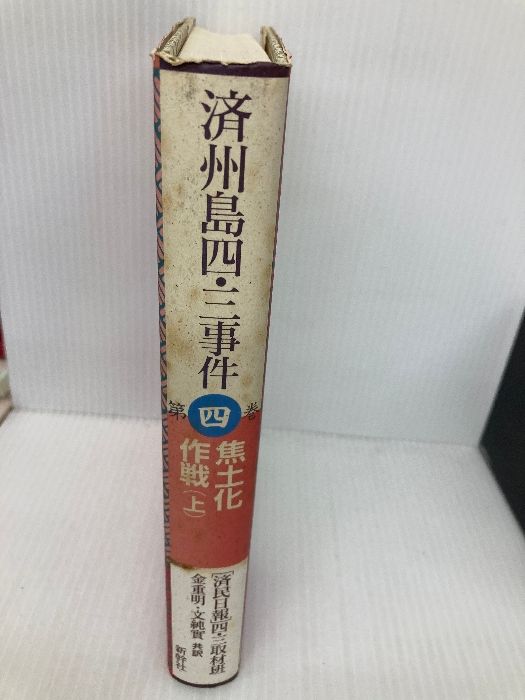 済州島四・三事件
第四巻
焦土化
作戦(上)
「済民日報」四・三取材班
金重明・文純實 共訳
新幹社